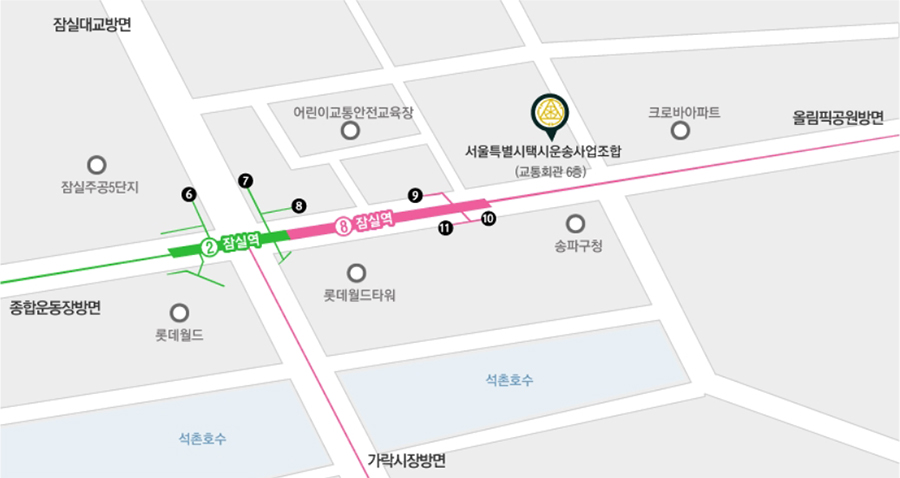 잠실대교방면
어린이교통안전교육장
크로바아파트
올림픽공원방면
서울특별시택시운송사업조합
(교통회관 6층)
잠실주공5단지
6
7
8
9
10
11
2 잠실역
8 잠실역
송파구청
롯데월드타워
종합운동장방면
롯데월드
석촌호수
석촌호수
가락시장방면